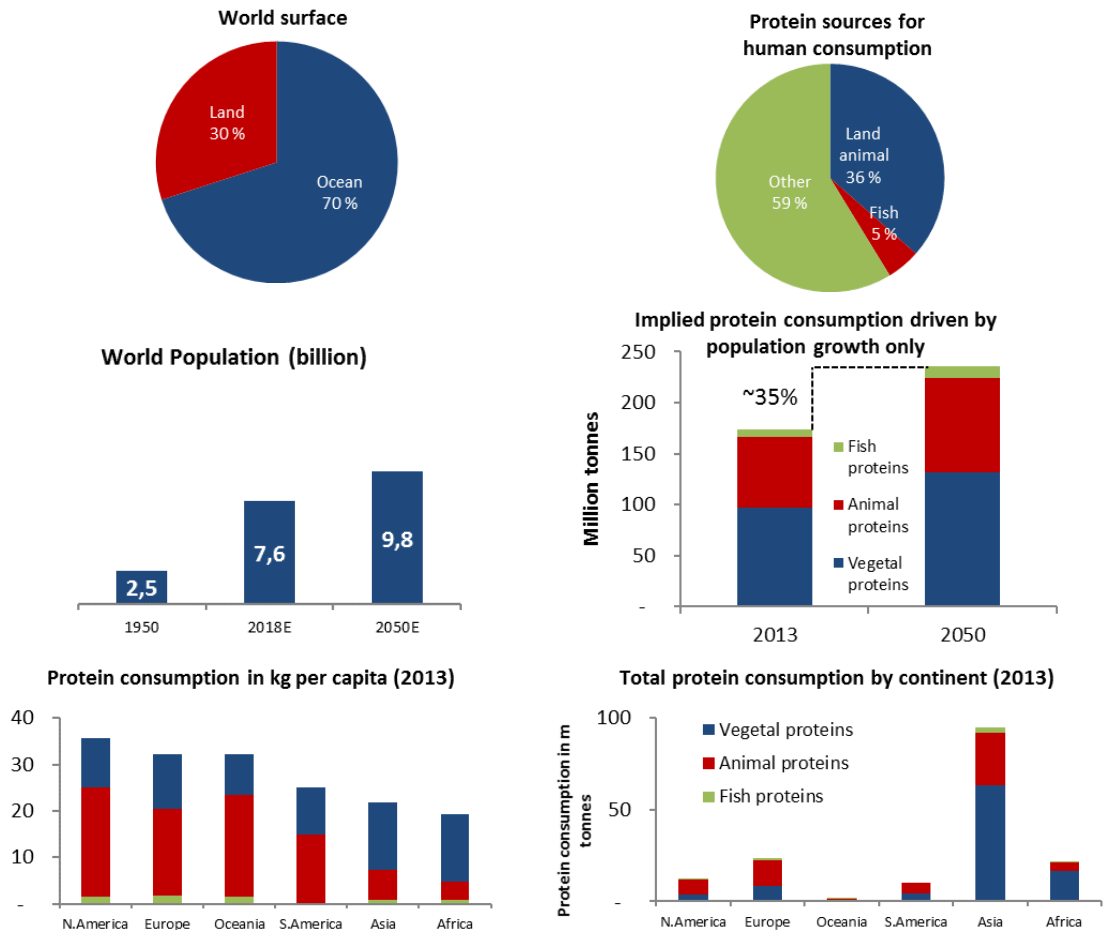 World surface
Land
30 %
Ocean
70 %
Protein sources for
human consumption
Land
animal
36 %
Other
59 %
Fish
5 %
World Population (billion)
2,5
7,6
9,8
1950
2018E
2050E
Implied protein consumption driven by
population growth only
250
200
150
100
50
-
Million tonnes
~35%
Fish
proteins
Animal
proteins
Vegetal
proteins
2013
2050
Protein consumption in kg per capita (2013)
40
30
20
10
-
N.America
Europe
Oceania
S.America
Asia
Africa
Total protein consumption by continent (2013)
100
50
-
Protein consumption in m
tonnes
Vegetal proteins
Animal proteins
Fish proteins
N.America
Europe
Oceania
S.America
Asia
Africa